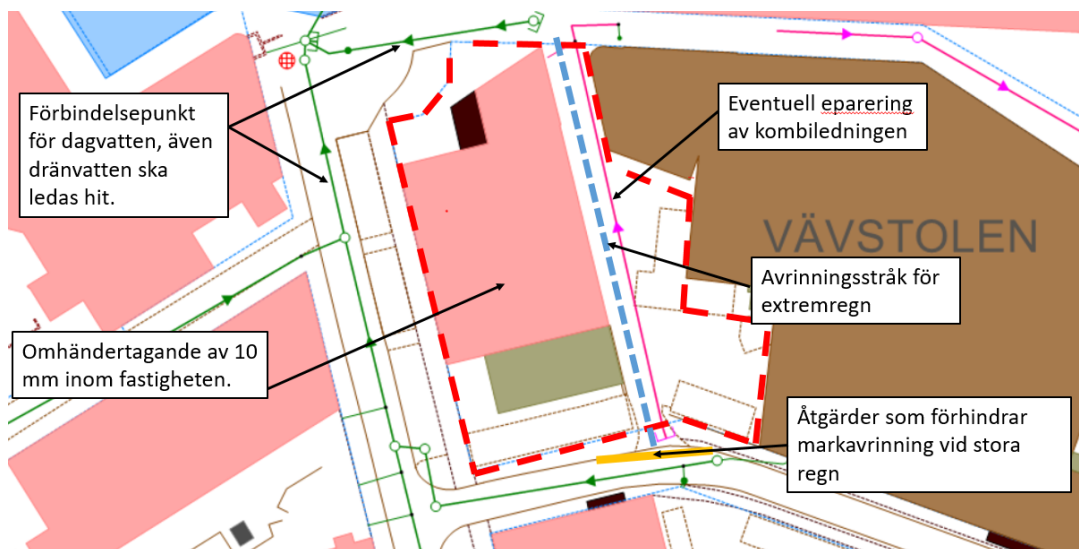 Förbindelsepunkt
för dagvatten, även
dränvatten ska
ledas hit.
Eventuell eparering
av kombiledningen
VÄVSTOLEN
Avrinningsstråk för
extremregn
Omhändertagande av 10
mm inom fastigheten.
Åtgärder som förhindrar
markavrinning vid stora
regn